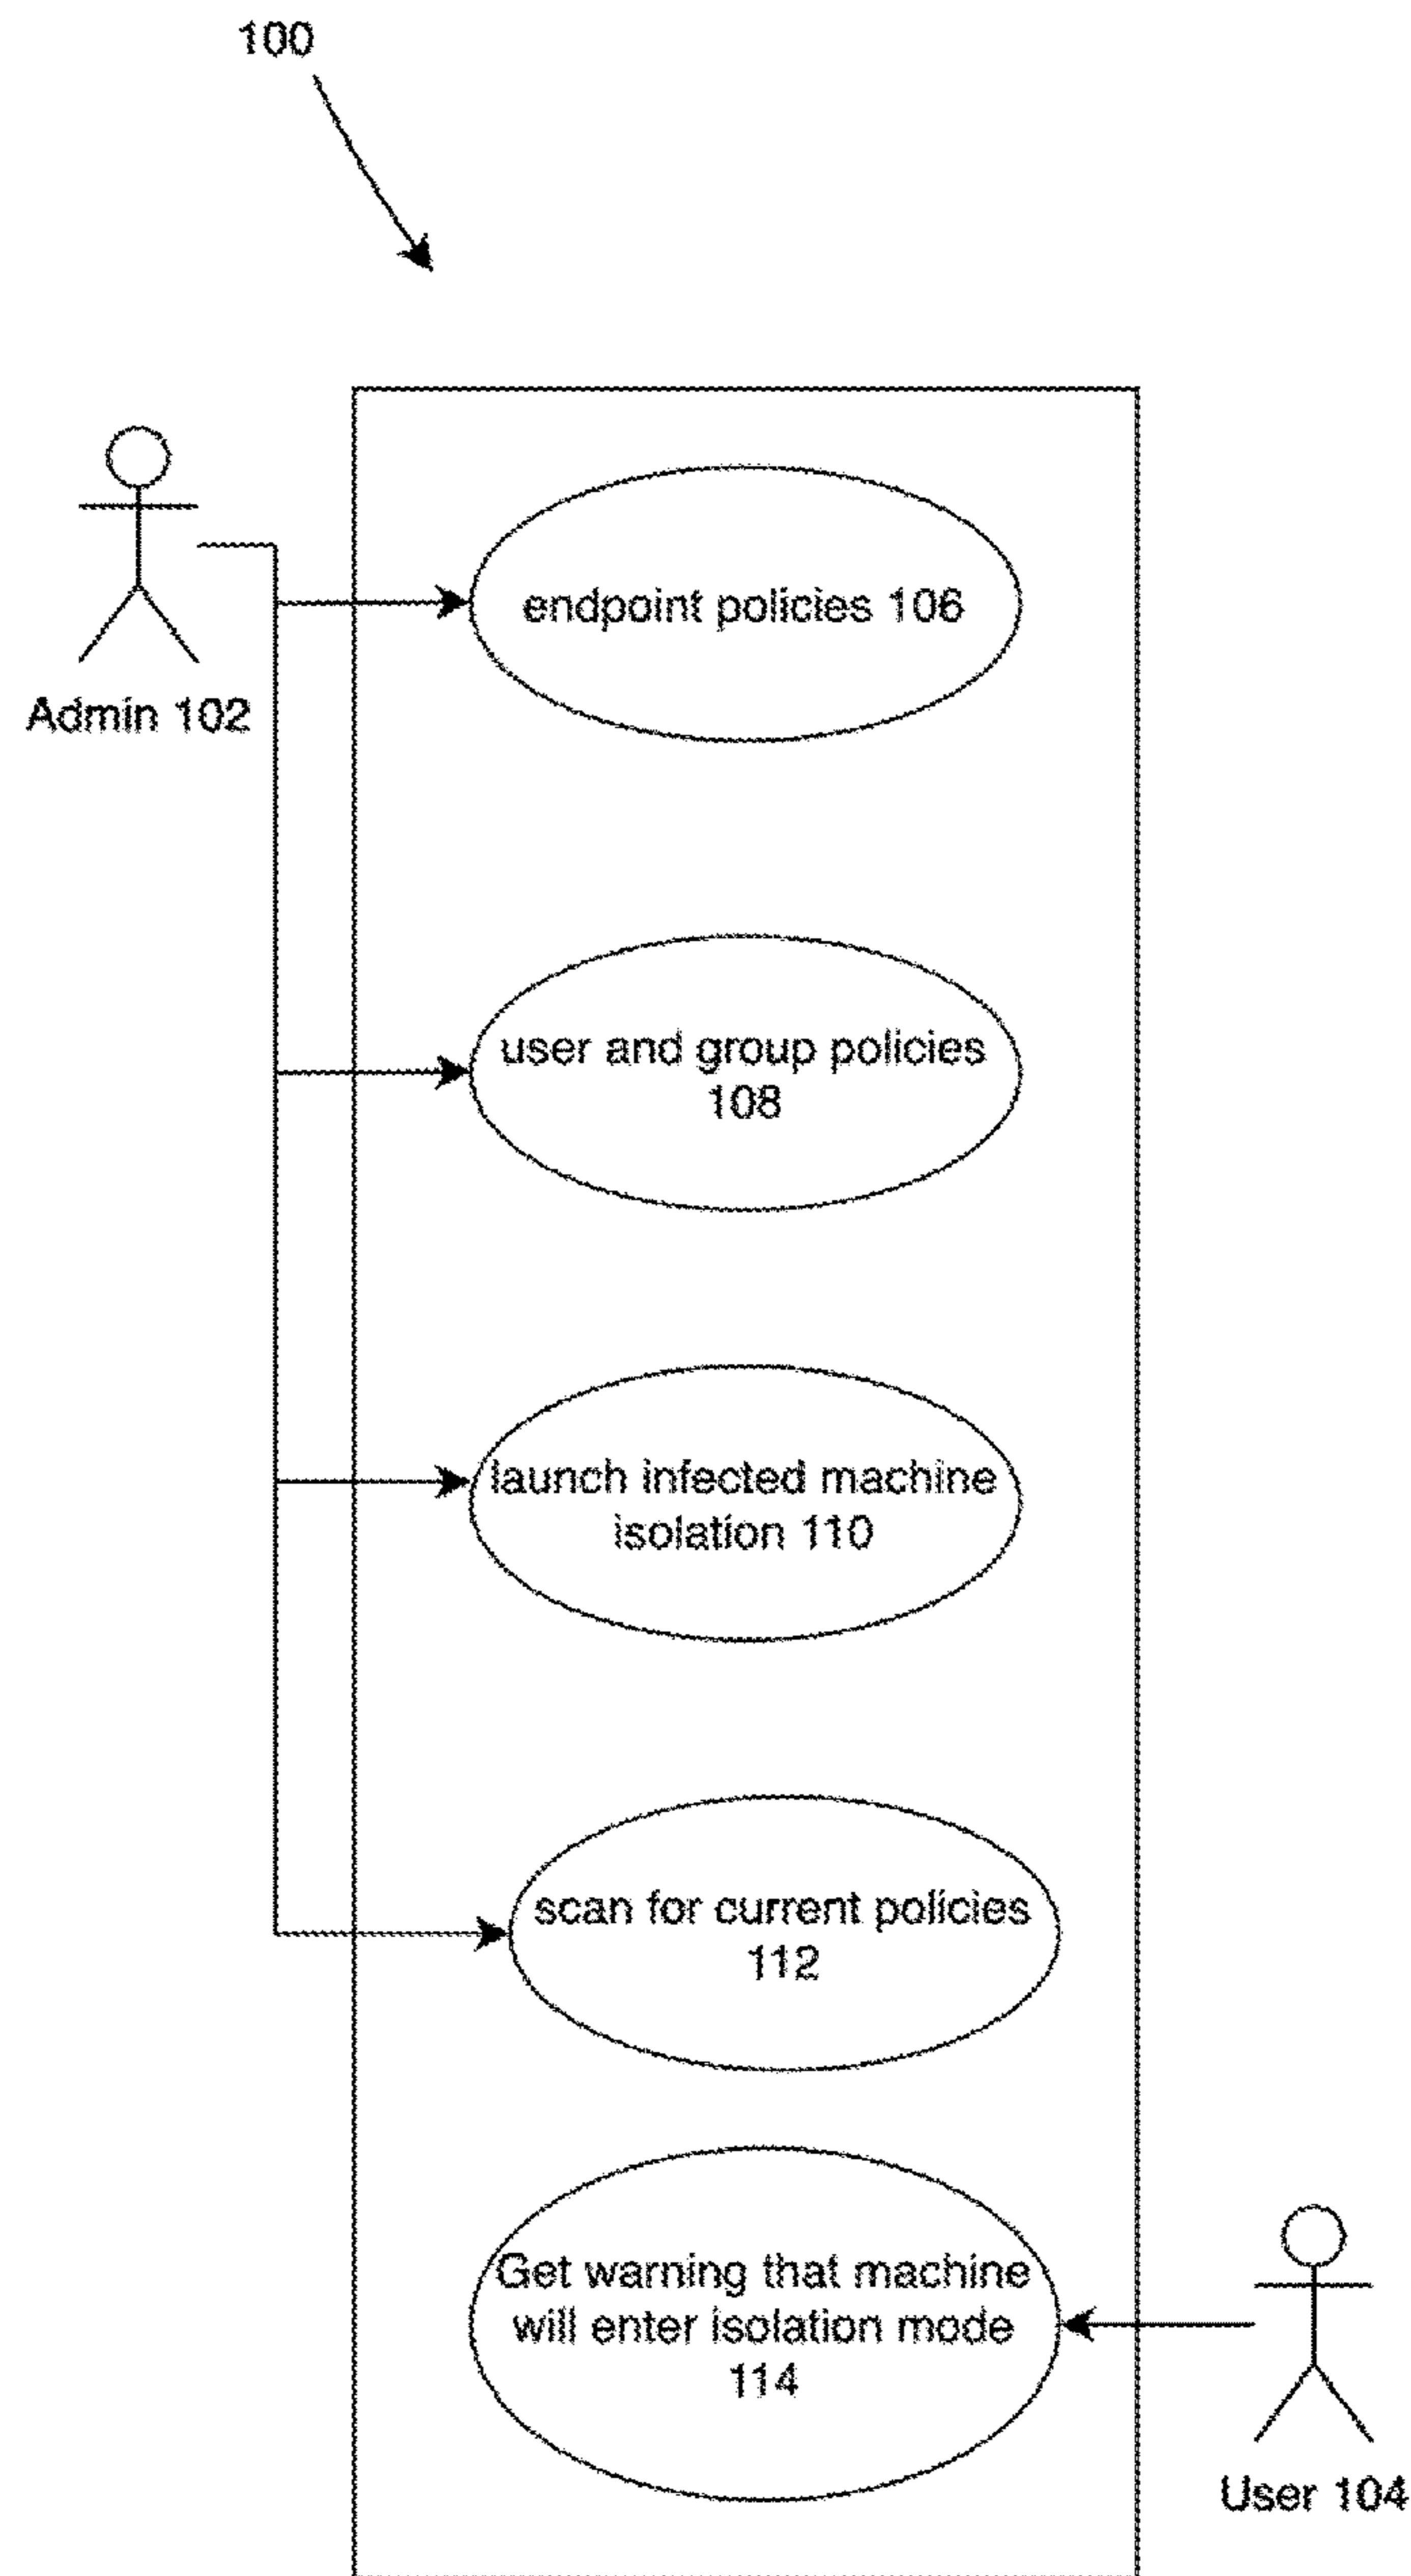 100
Admin 102
endpoint policies 106
user and group policies
108
launch infected machine
isolation 110
scan for current policies
112
Get warning that machine
will enter isolation mode
114
User 104